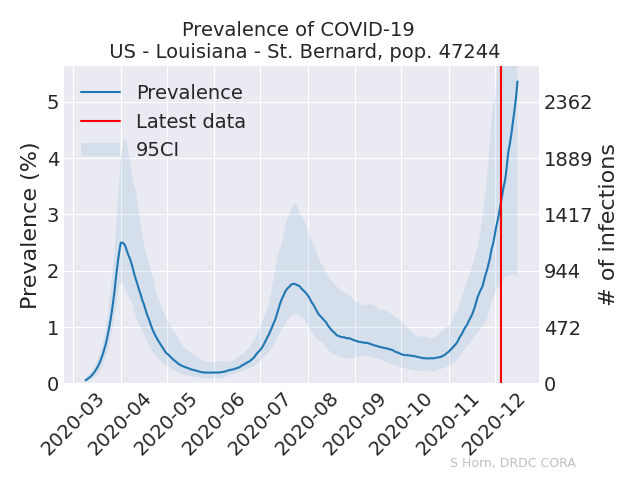 Prevalence of COVID-19
US - Louisiana - St. Bernard, pop. 47244
Prevalence
Latest data
95CI
Prevalence (%)
5
4
3
2
1
0
2362
1889
1417
944
472
0
# of infections
2020-03
2020-04
2020-05
2020-06
2020-07
2020-08
2020-09
2020-10
2020-11
2020-12
S Horn, DRDC CORA